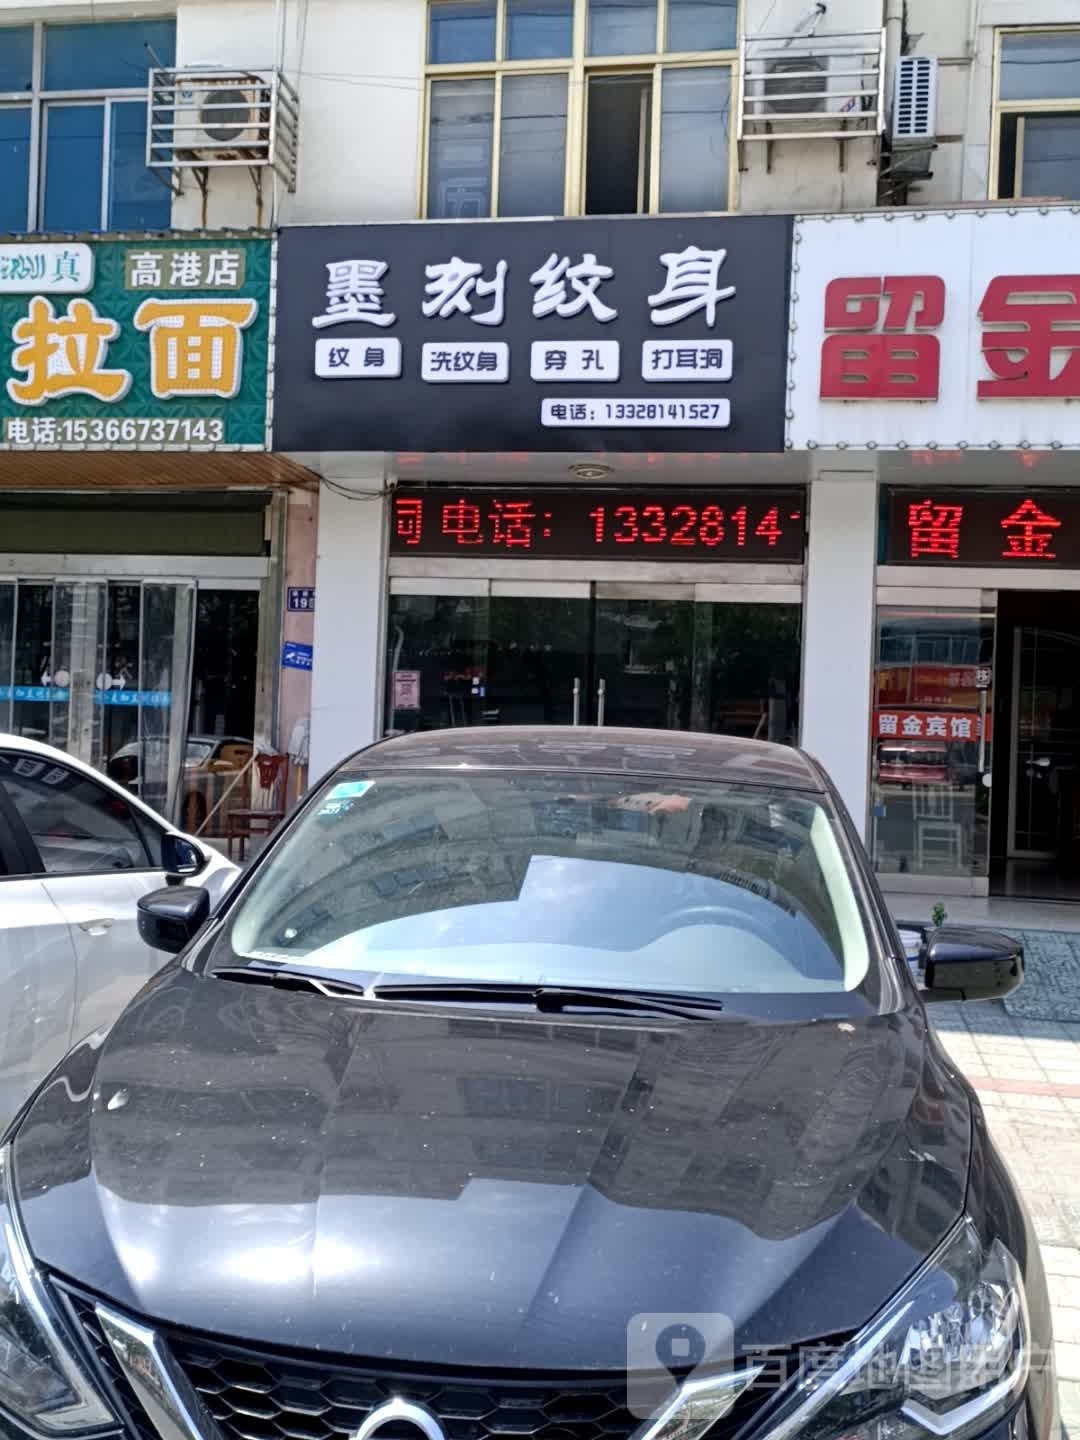 真
高港店
拉面
电话:15366737143
墨刻纹身
纹身 洗纹身 穿孔 打耳洞
电话：13328141527
留金
电话：13328141
留金
198
留金宾馆
百度地图